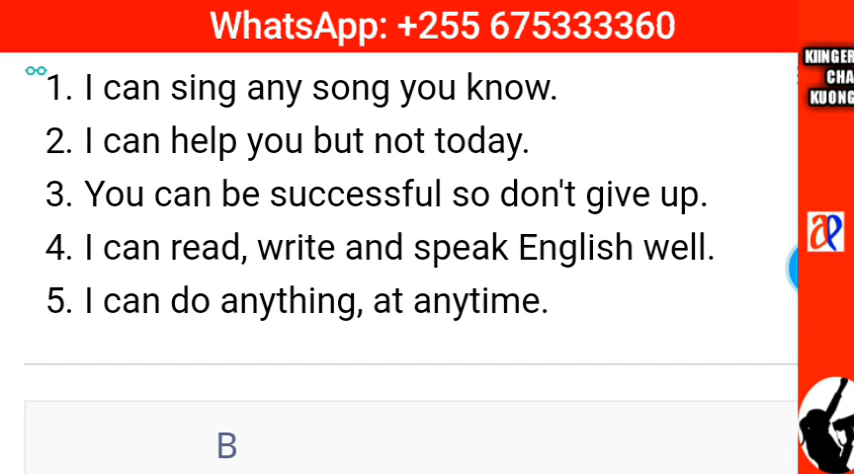 WhatsApp: +255 675333360
1. I can sing any song you know.
2. I can help you but not today.
3. You can be successful so don't give up.
4. I can read, write and speak English well.
5. I can do anything, at anytime.
B
KIINGER
CHA
KUONG